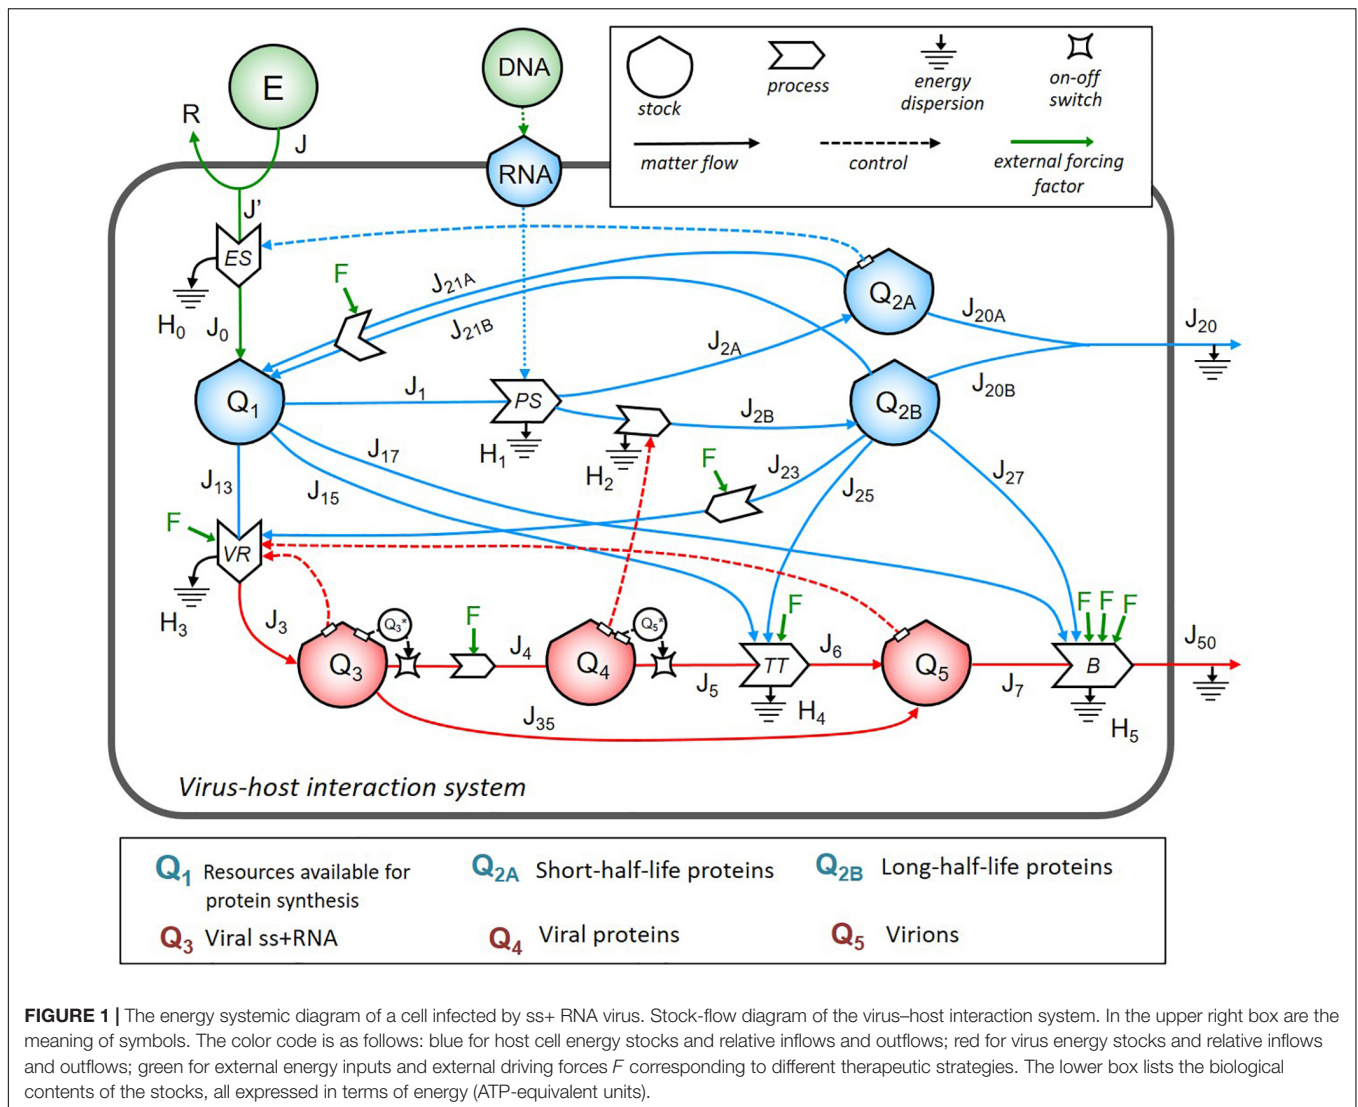 E
DNA
R
J
RNA
stock
process
energy
dispersion
on-off
switch
matter flow
control
external forcing
factor
J'
ES
H0
J0
F
J21A
J21B
Q2A
J20A
J20
J2A
J20B
Q1
J1
PS
H1
H2
J2B
Q2B
J17
J13
J15
F
J23
J25
J27
F
VR
H3
J3
Q3
Q3*
F
J4
Q4
Q5*
J5
F
TT
H4
J6
Q5
J7
F F F
B
H5
J50
J35
Virus-host interaction system
Q1 Resources available for
protein synthesis
Q2A Short-half-life proteins
Q2B Long-half-life proteins
Q3 Viral ss+RNA
Q4 Viral proteins
Q5 Virions
FIGURE 1 | The energy systemic diagram of a cell infected by ss+ RNA virus. Stock-flow diagram of the virus–host interaction system. In the upper right box are the
meaning of symbols. The color code is as follows: blue for host cell energy stocks and relative inflows and outflows; red for virus energy stocks and relative inflows
and outflows; green for external energy inputs and external driving forces F corresponding to different therapeutic strategies. The lower box lists the biological
contents of the stocks, all expressed in terms of energy (ATP-equivalent units).